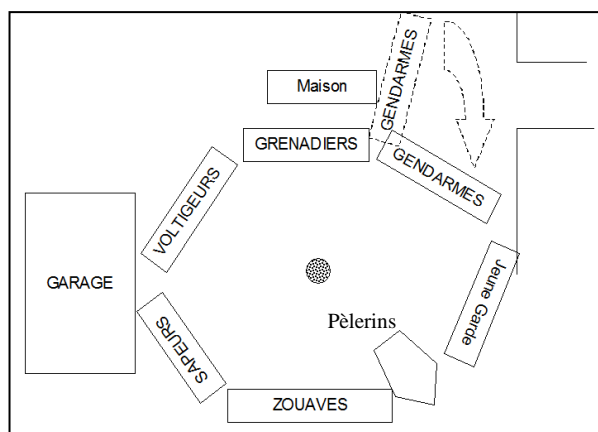 GENDARMES
Maison
GRENADIERS
GENDARMES
VOLTIGEURS
Jeune Garde
GARAGE
Pèlerins
SAPEURS
ZOUAVES